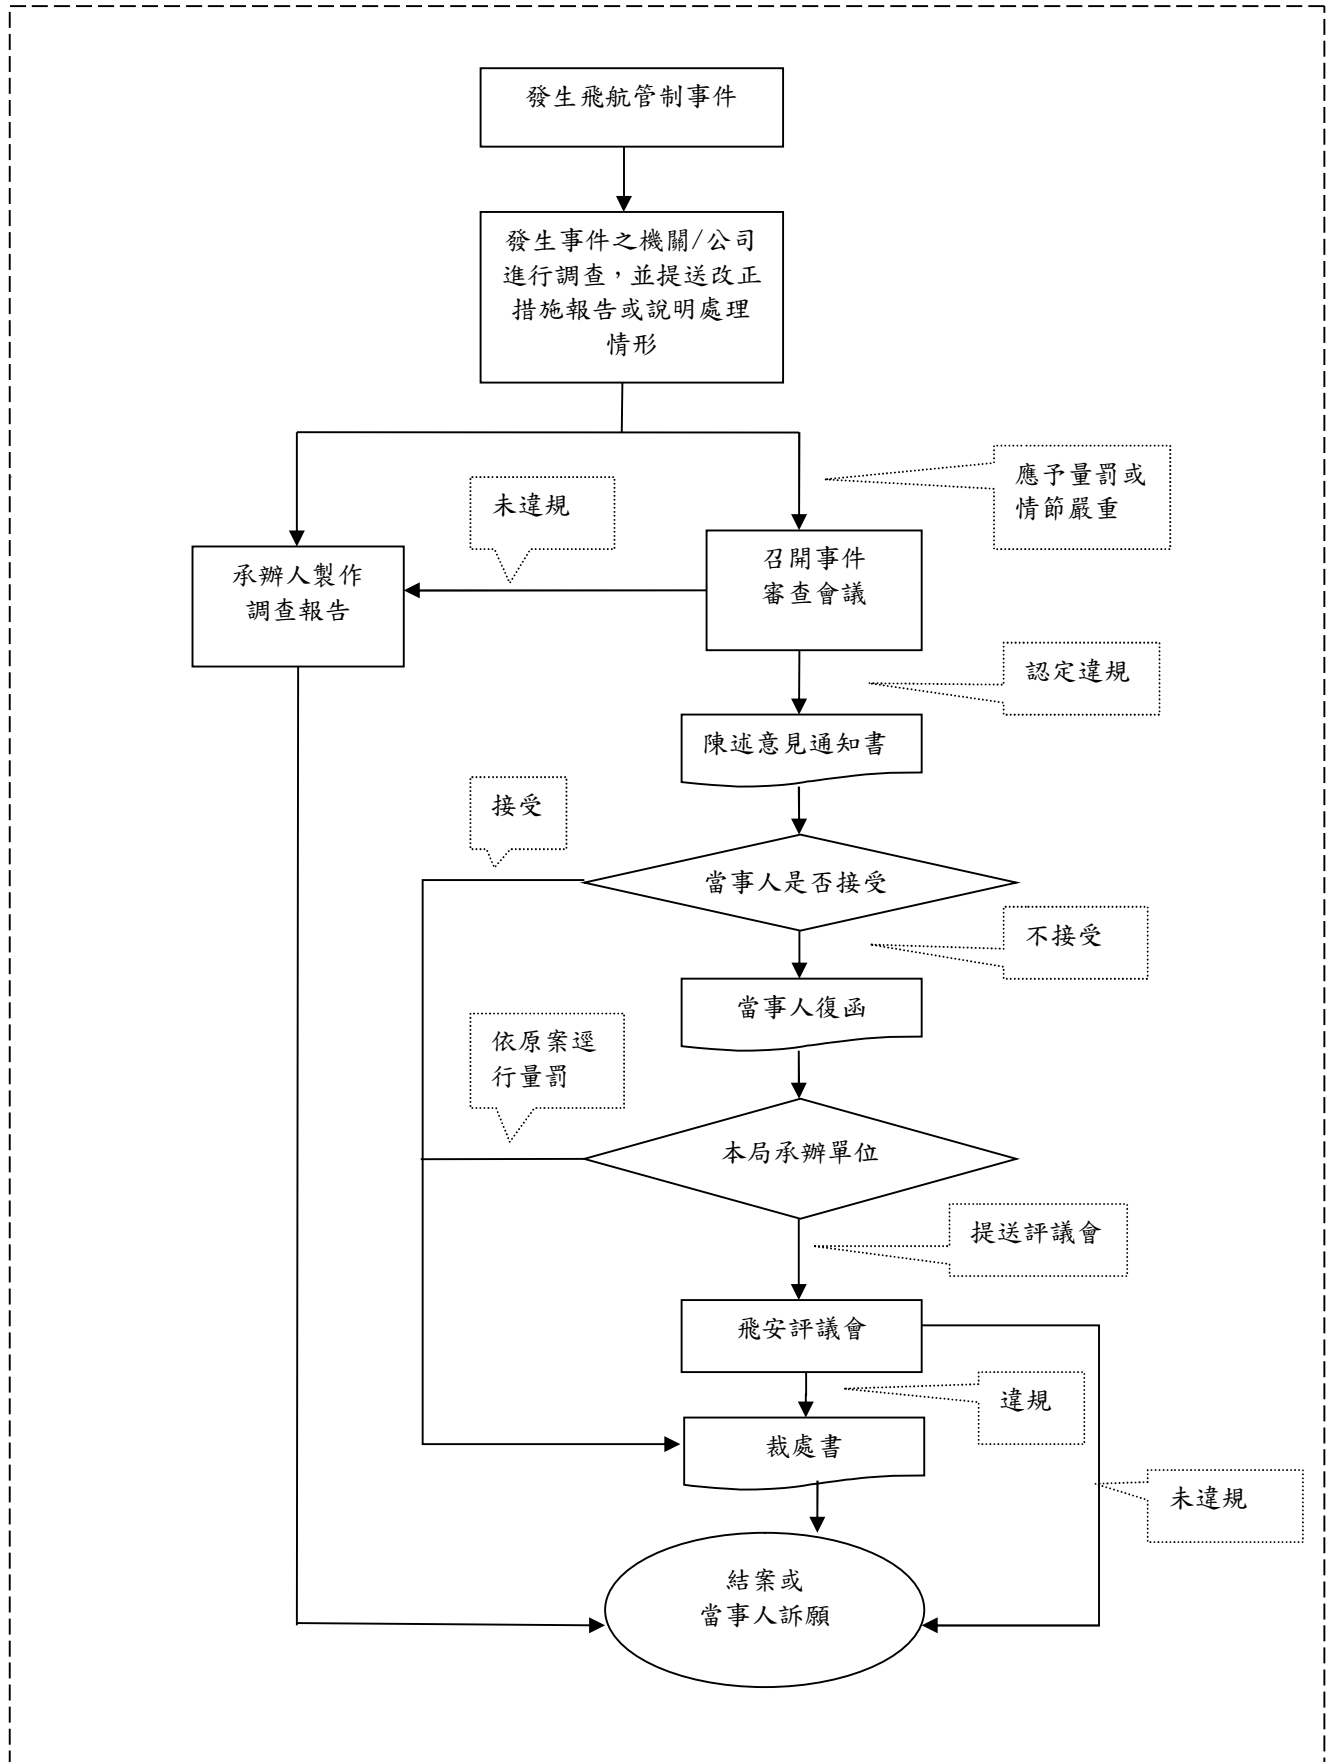 發生飛航管制事件
發生事件之機關/公司
進行調查，並提送改正
措施報告或說明處理
情形
應予量罰或
情節嚴重
未違規
召開事件
審查會議
承辦人製作
調查報告
認定違規
陳述意見通知書
接受
當事人是否接受
不接受
當事人復函
依原案逕
行量罰
本局承辦單位
提送評議會
飛安評議會
違規
裁處書
未違規
結案或
當事人訴願